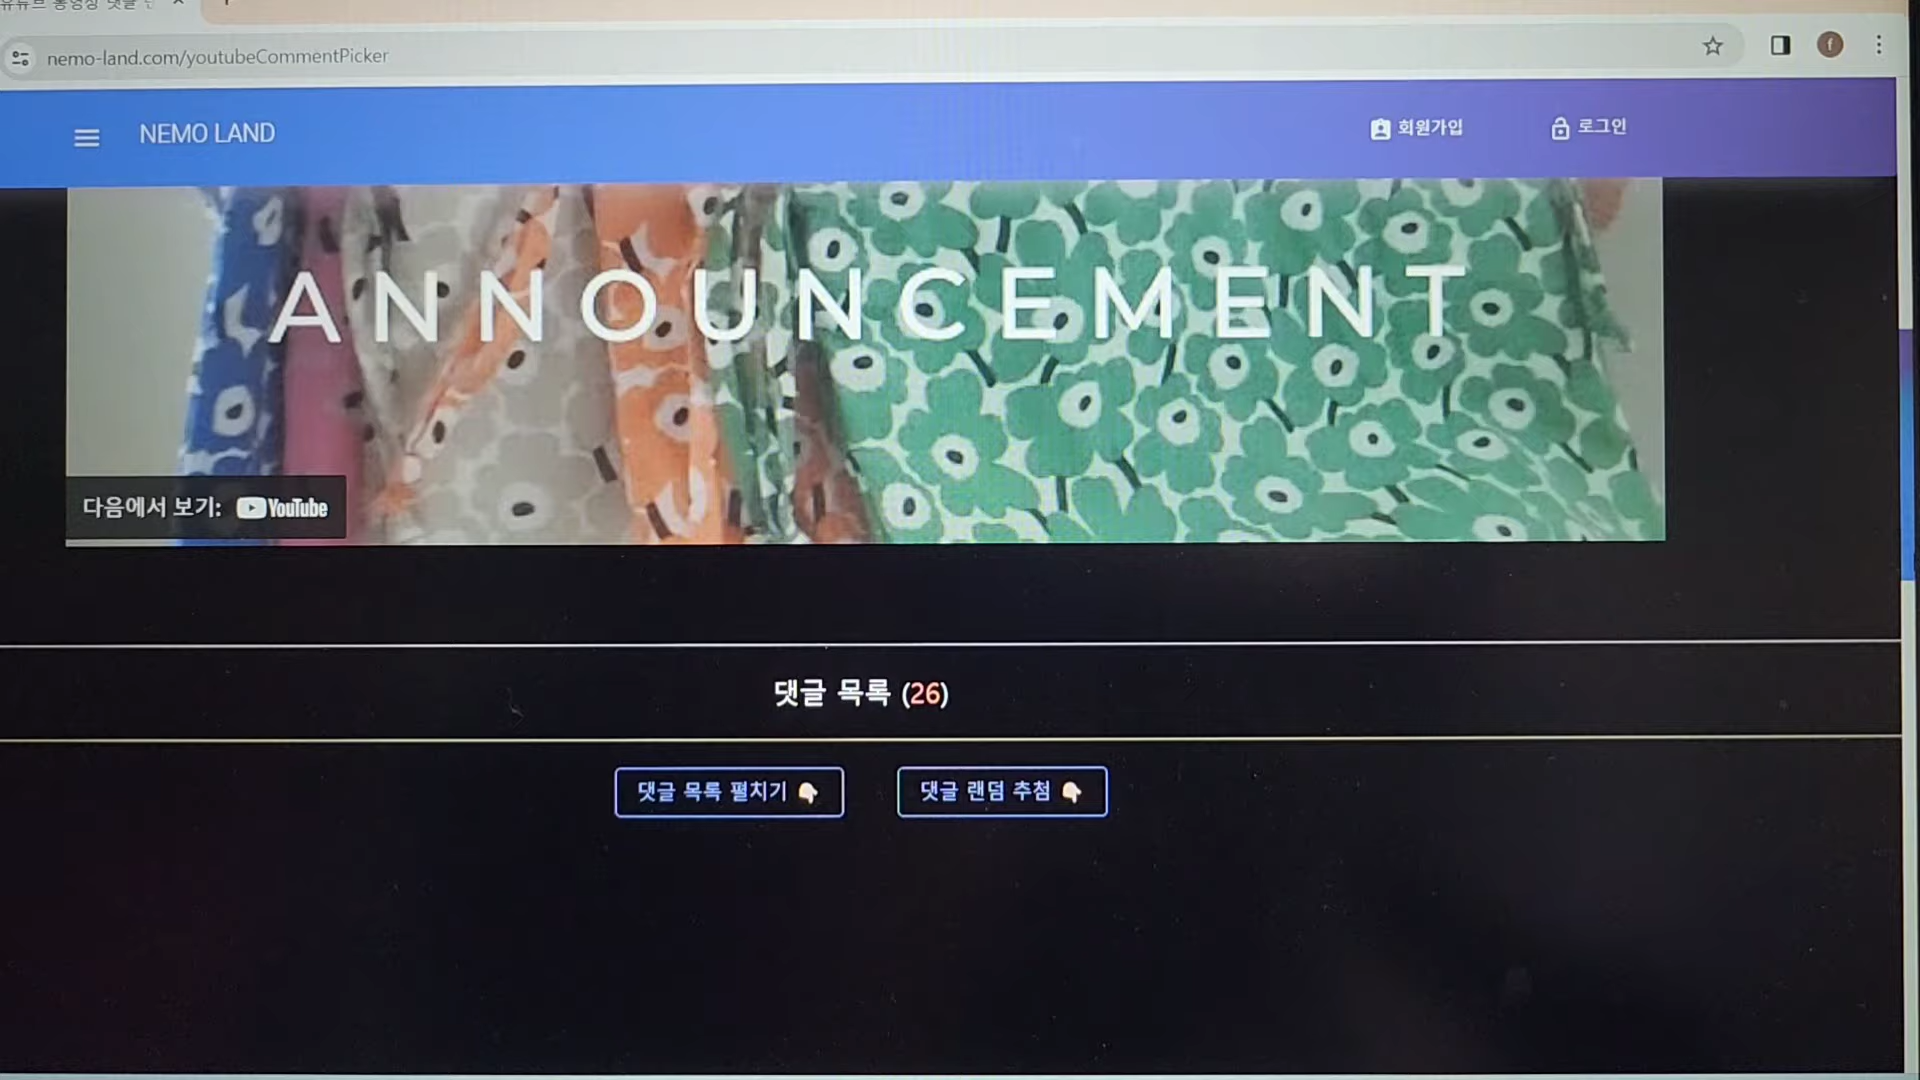 nemo-land.com/youtubeCommentPicker
f
NEMO LAND
회원가입
로그인
ANNOUNCEMENT
다음에서 보기: YouTube
댓글 목록 (26)
댓글 목록 펼치기
댓글 랜덤 추첨